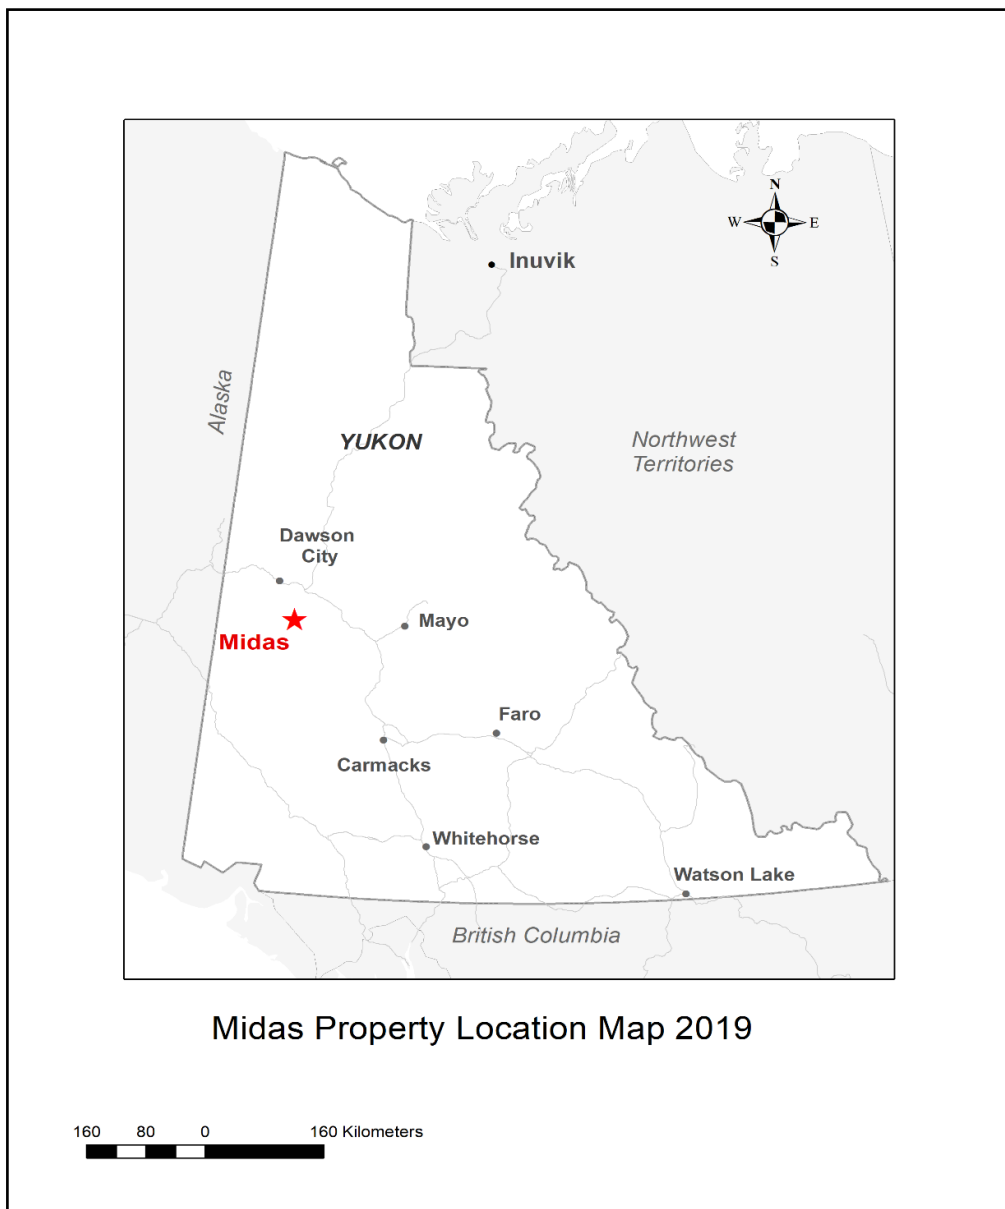 N
W E
S
Inuvik
Alaska
YUKON
Northwest
Territories
Dawson
City
Mayo
Midas
Faro
Carmacks
Whitehorse
Watson Lake
British Columbia
Midas Property Location Map 2019
160 80 0 160 Kilometers